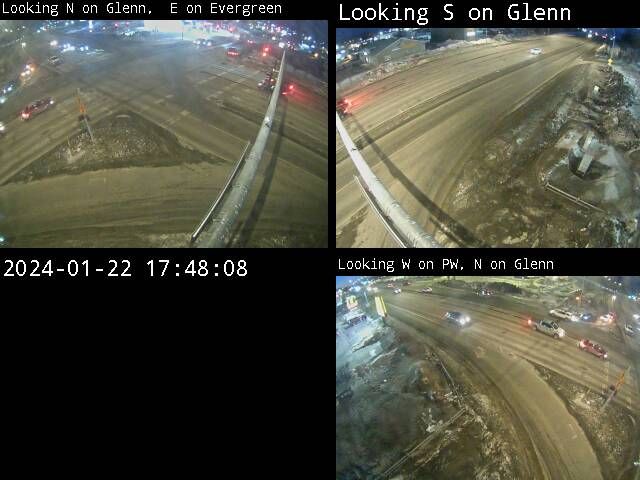 Looking N on Glenn,  E on Evergreen
Looking S on Glenn
2024-01-22 17:48:08
Looking W on PW, N on Glenn